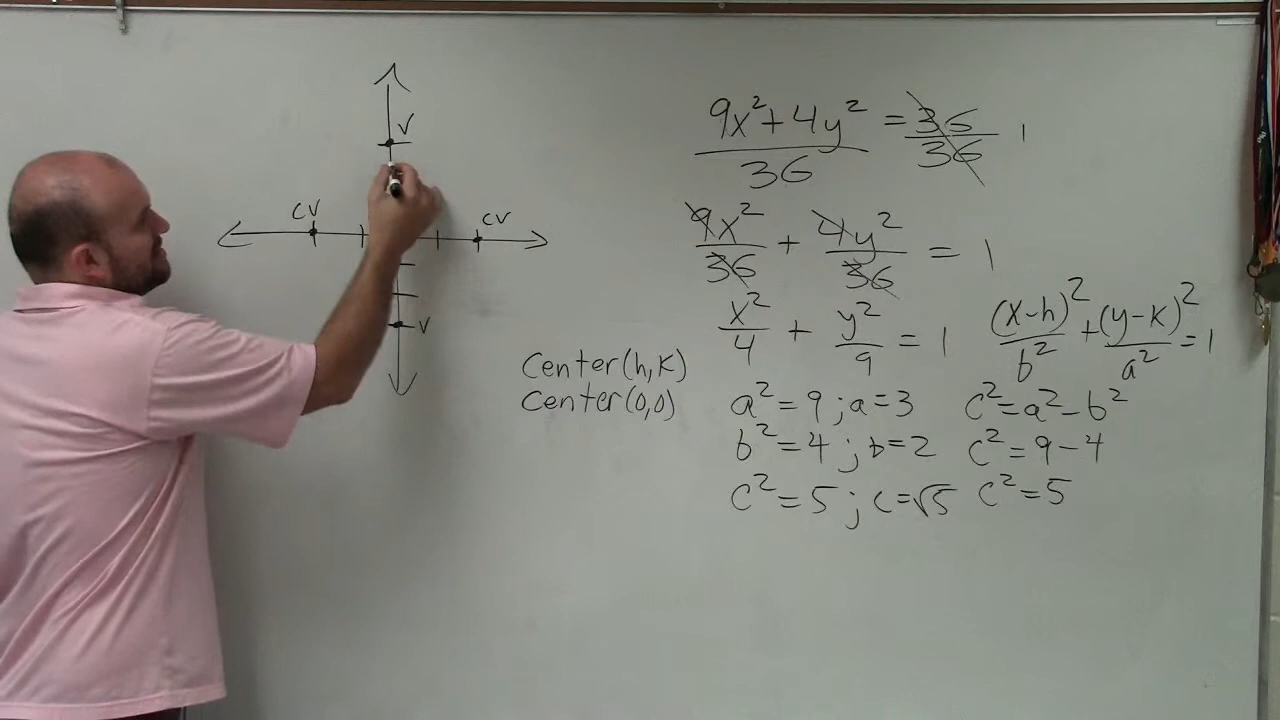 V
CV CV
V
9x² + 4y² / 36 = 36 / 36 1
9x² / 36 + 4y² / 36 = 1
x² / 4 + y² / 9 = 1 (x-h)² / b² + (y-k)² / a² = 1
Center(h,k)
Center(0,0)
a² = 9 ; a = 3 c² = a² - b²
b² = 4 ; b = 2 c² = 9 - 4
c² = 5 ; c = √5 c² = 5